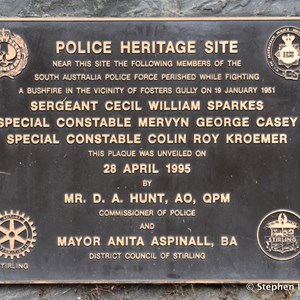 POLICE HERITAGE SITE
NEAR THIS SITE THE FOLLOWING MEMBERS OF THE
SOUTH AUSTRALIA POLICE FORCE PERISHED WHILE FIGHTING
A BUSHFIRE IN THE VICINITY OF FOSTERS GULLY ON 19 JANUARY 1951
SERGEANT CECIL WILLIAM SPARKES
SPECIAL CONSTABLE MERVYN GEORGE CASEY
SPECIAL CONSTABLE COLIN ROY KROEMER
THIS PLAQUE WAS UNVEILED ON
28 APRIL 1995
BY
MR. D. A. HUNT, AO, QPM
COMMISSIONER OF POLICE
AND
MAYOR ANITA ASPINALL, BA
DISTRICT COUNCIL OF STIRLING
STIRLING
STIRLING
© Stephen